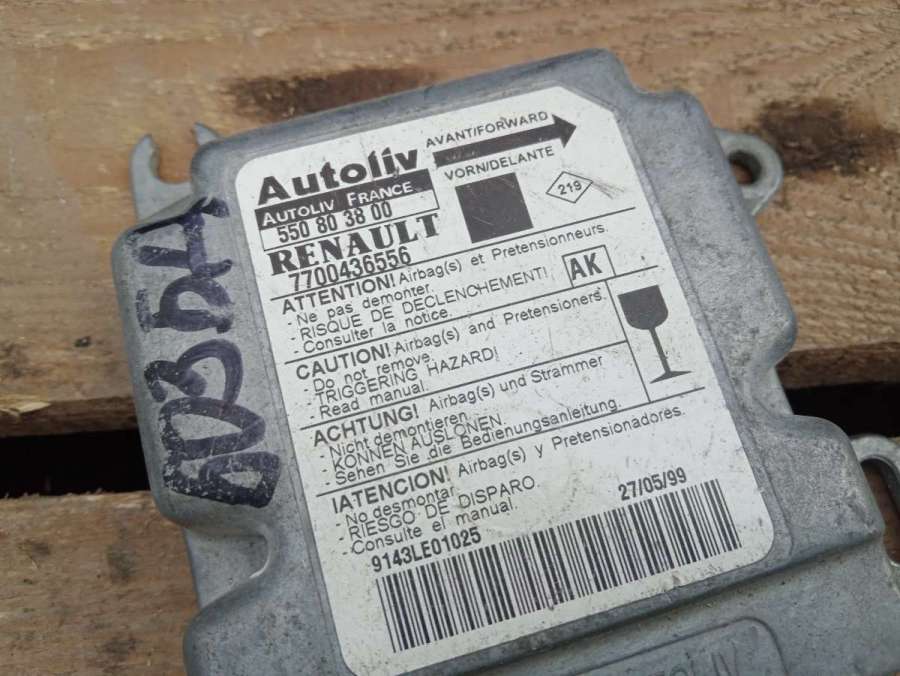 Autoliv
AUTOLIV FRANCE
550 80 38 00
RENAULT
7700436556
AVANT/FORWARD
VORN/DELANTE
219
ATTENTION! Airbag(s) et Pretensionneurs.
- Ne pas demonter.
- RISQUE DE DECLENCHEMENT!
- Consulter la notice.
AK
CAUTION! Airbag(s) and Pretensioners.
- Do not remove.
- TRIGGERING HAZARD!
- Read manual.
ACHTUNG! Airbag(s) und Strammer
- Nicht demontieren.
- KONNEN AUSLONEN.
- Sehen Sie die Bedienungsanleitung.
!ATENCION! Airbag(s) y Pretensionadores.
- No desmontar.
- RIESGO DE DISPARO.
- Consulte el manual.
27/05/99
9143LE01025